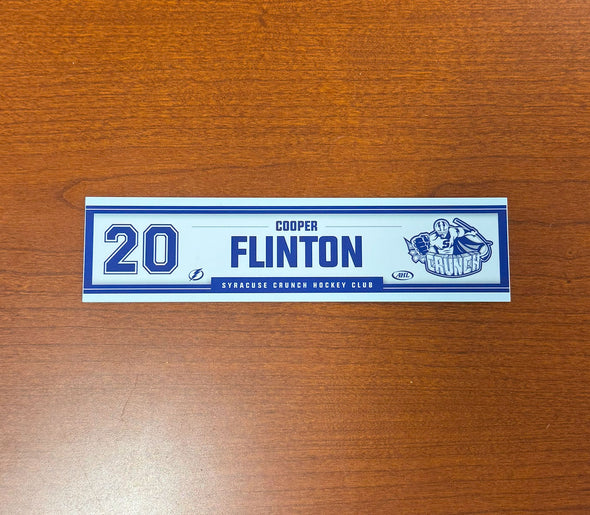 20
COOPER
FLINTON
SYRACUSE CRUNCH HOCKEY CLUB
AHL
S
CRUNCH